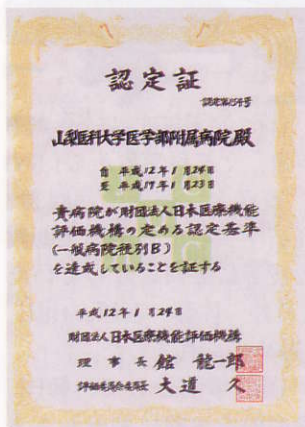 認定証
認定第254号
山梨医科大学医学部附属病院殿
自 平成12年1月24日
至 平成17年1月23日
貴病院が財団法人日本医療機能
評価機構の定める認定基準
(一般病院種別B)
を達成していることを証する
平成12年1月24日
財団法人日本医療機能評価機構
理事長 舘 龍一郎
評価委員会委員長 大道 久